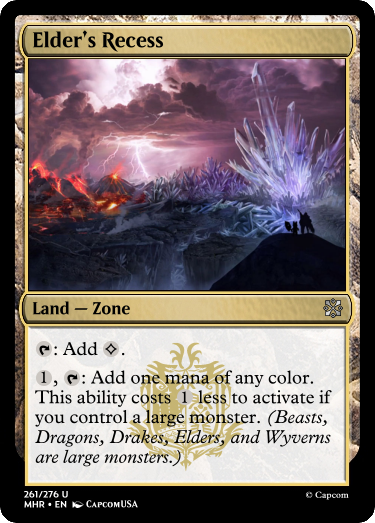 Elder's Recess
Land — Zone
: Add .
1, : Add one mana of any color.
This ability costs 1 less to activate if
you control a large monster. (Beasts,
Dragons, Drakes, Elders, and Wyverns
are large monsters.)
261/276 U
MHR • EN CapcomUSA
© Capcom